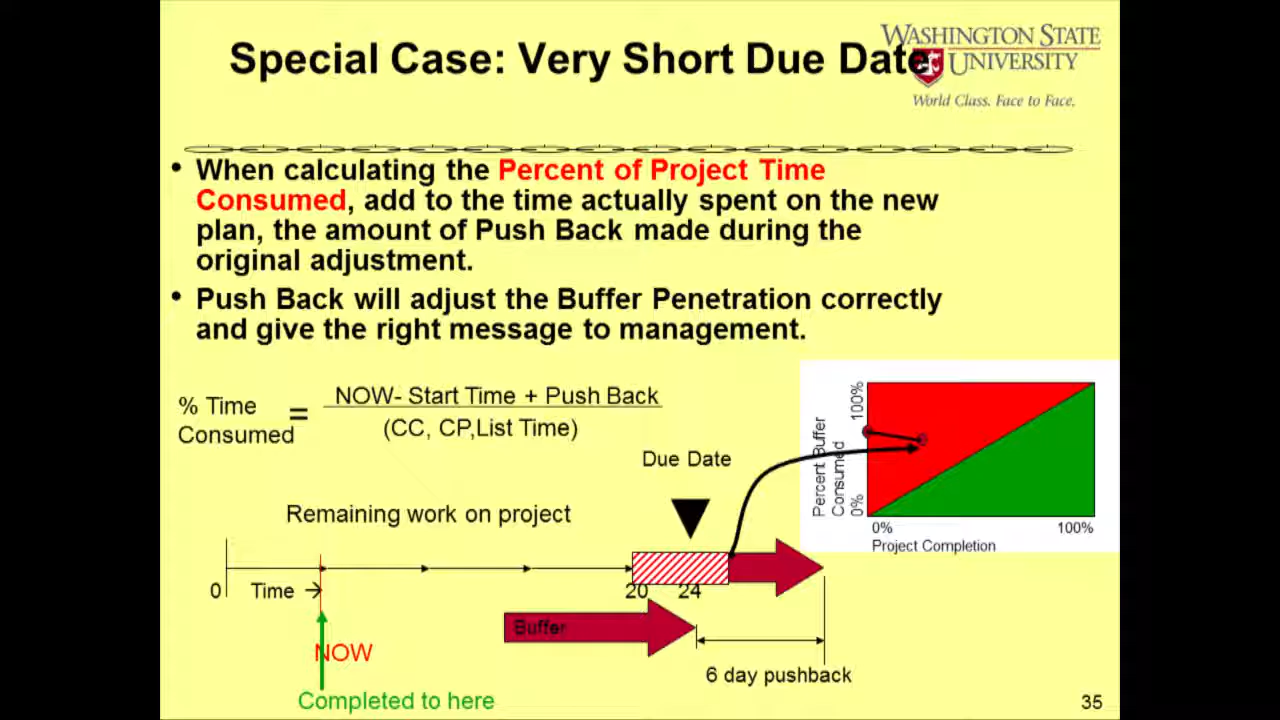 Special Case: Very Short Due Date
WASHINGTON STATE
UNIVERSITY
World Class. Face to Face.
• When calculating the Percent of Project Time
Consumed, add to the time actually spent on the new
plan, the amount of Push Back made during the
original adjustment.
• Push Back will adjust the Buffer Penetration correctly
and give the right message to management.
% Time
Consumed
=
NOW- Start Time + Push Back
(CC, CP,List Time)
Due Date
Percent Buffer
Consumed
0% 100%
0% 100%
Project Completion
Remaining work on project
0 Time → 20 24
Buffer
NOW
6 day pushback
Completed to here
35